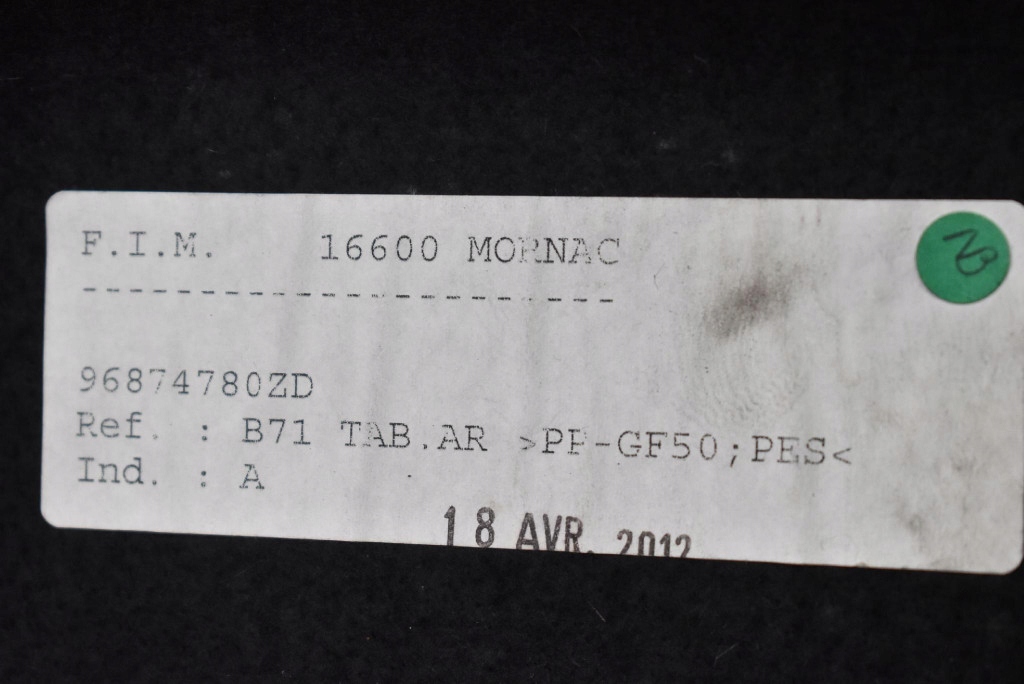 F.I.M. 16600 MORNAC
---------------------
96874780ZD
Ref. : B71 TAB.AR >PP-GF50;PES<
Ind. : A
18 AVR. 2012